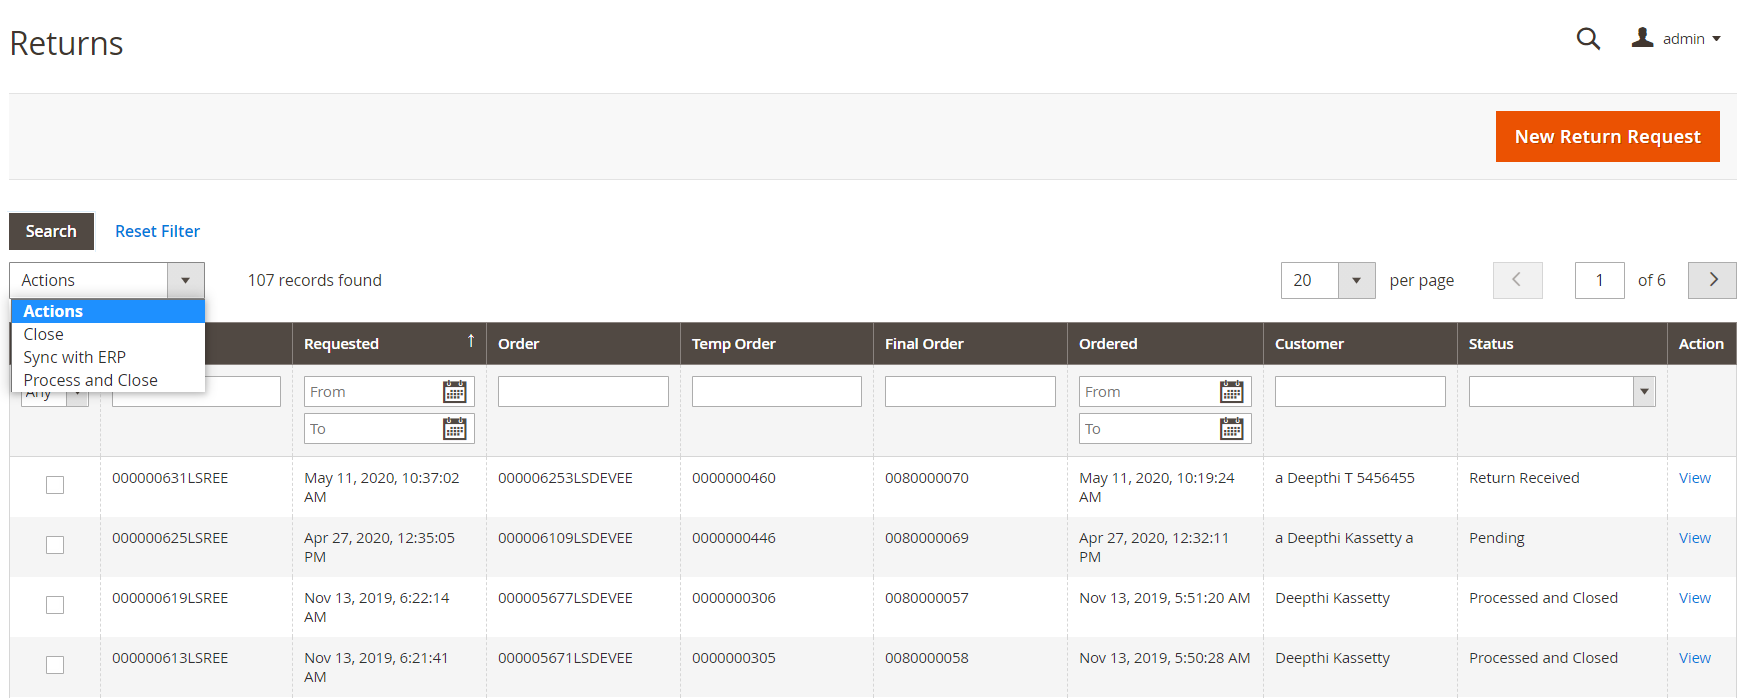 Returns
admin
New Return Request
Search
Reset Filter
Actions
107 records found
20
per page
1
of 6
Actions
Close
Sync with ERP
Process and Close
Requested
Order
Temp Order
Final Order
Ordered
Customer
Status
Action
Any
From
From
To
To
000000631LSREE
May 11, 2020, 10:37:02
AM
000006253LSDEVEE
0000000460
0080000070
May 11, 2020, 10:19:24
AM
a Deepthi T 5456455
Return Received
View
000000625LSREE
Apr 27, 2020, 12:35:05
PM
000006109LSDEVEE
0000000446
0080000069
Apr 27, 2020, 12:32:11
PM
a Deepthi Kassetty a
Pending
View
000000619LSREE
Nov 13, 2019, 6:22:14
AM
000005677LSDEVEE
0000000306
0080000057
Nov 13, 2019, 5:51:20 AM
Deepthi Kassetty
Processed and Closed
View
000000613LSREE
Nov 13, 2019, 6:21:41
AM
000005671LSDEVEE
0000000305
0080000058
Nov 13, 2019, 5:50:28 AM
Deepthi Kassetty
Processed and Closed
View